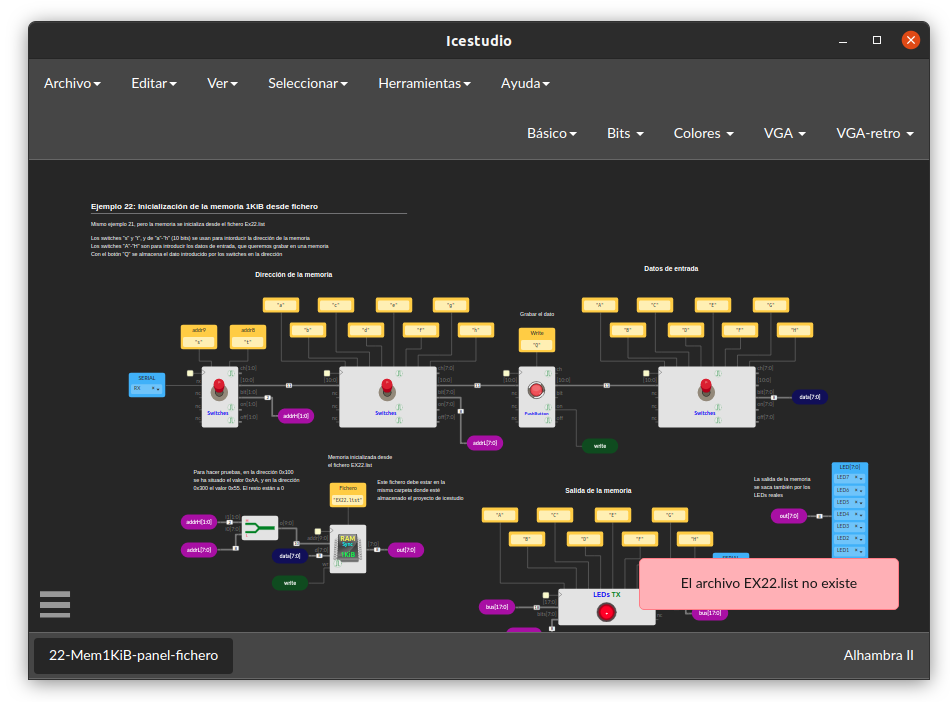 Icestudio
Archivo Editar Ver Seleccionar Herramientas Ayuda
Básico Bits Colores VGA VGA-retro
Ejemplo 22: Inicialización de la memoria 1KiB desde fichero
Mismo ejemplo 21, pero la memoria se inicializa desde el fichero Ex22.list
Los switches "s" y "t", y de "a"-"h" (10 bits) se usan para intorducir la dirección de la memoria
Los switches "A"-"H" son para introducir los datos de entrada, que queremos grabar en una memoria
Con el botón "Q" se almacena el dato introducido por los switches en la dirección
Dirección de la memoria
Datos de entrada
"a" "c" "e" "g"
"A" "C" "E" "G"
Grabar el dato
addr9 addr8
"s" "t"
"b" "d" "f" "h"
Write
"Q"
"B" "D" "F" "H"
SERIAL
RX
Switches
Switches
PushButton
Switches
data[7:0]
addrH[1:0]
addrL[7:0]
write
Memoria inicializada desde
el fichero EX22.list
Para hacer pruebas, en la dirección 0x100
se ha situado el valor 0xAA, y en la dirección
0x300 el valor 0x55. El resto están a 0
Fichero
"EX22.list"
Este fichero debe estar en la
misma carpeta donde esté
almacenado el proyecto de icestudio
Salida de la memoria
La salida de la memoria
se saca también por los
LEDs reales
LED[7:0]
LED7
LED6
LED5
LED4
LED3
LED2
LED1
out[7:0]
"A" "C" "E" "G"
"B" "D" "F" "H"
addrH[1:0]
addrL[7:0]
data[7:0]
write
RAM
Sync
1KiB
out[7:0]
LEDs TX
bus[17:0]
bus[17:0]
El archivo EX22.list no existe
22-Mem1KiB-panel-fichero
Alhambra II